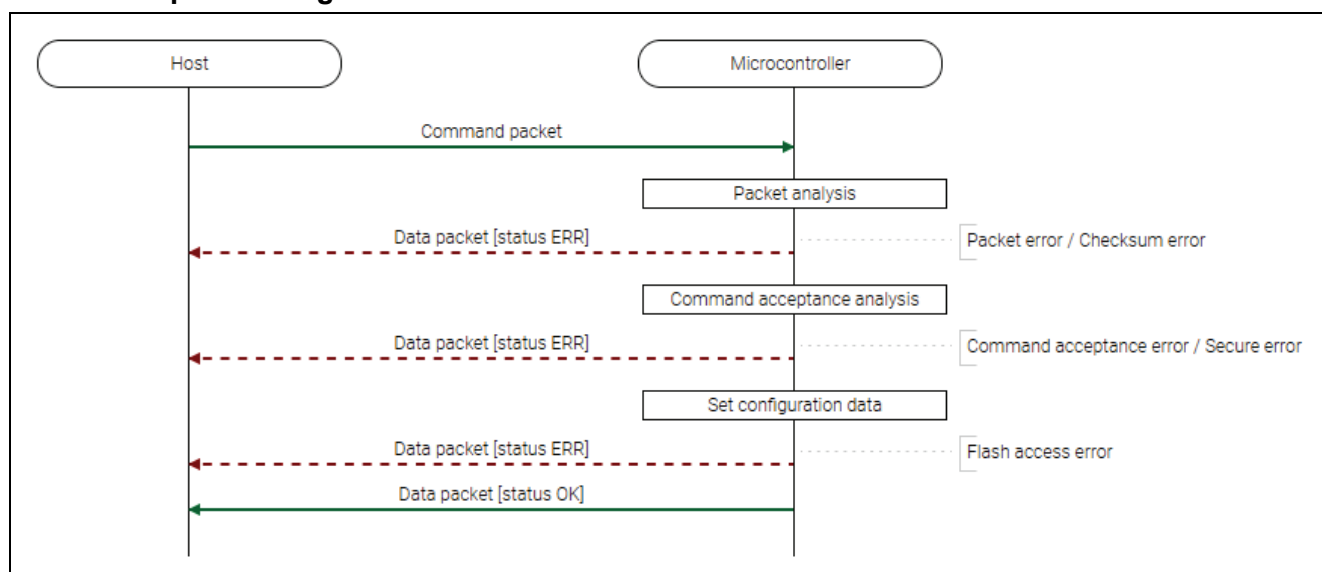 Host
Microcontroller
Command packet
Packet analysis
Data packet [status ERR]
Packet error / Checksum error
Command acceptance analysis
Data packet [status ERR]
Command acceptance error / Secure error
Set configuration data
Data packet [status ERR]
Flash access error
Data packet [status OK]